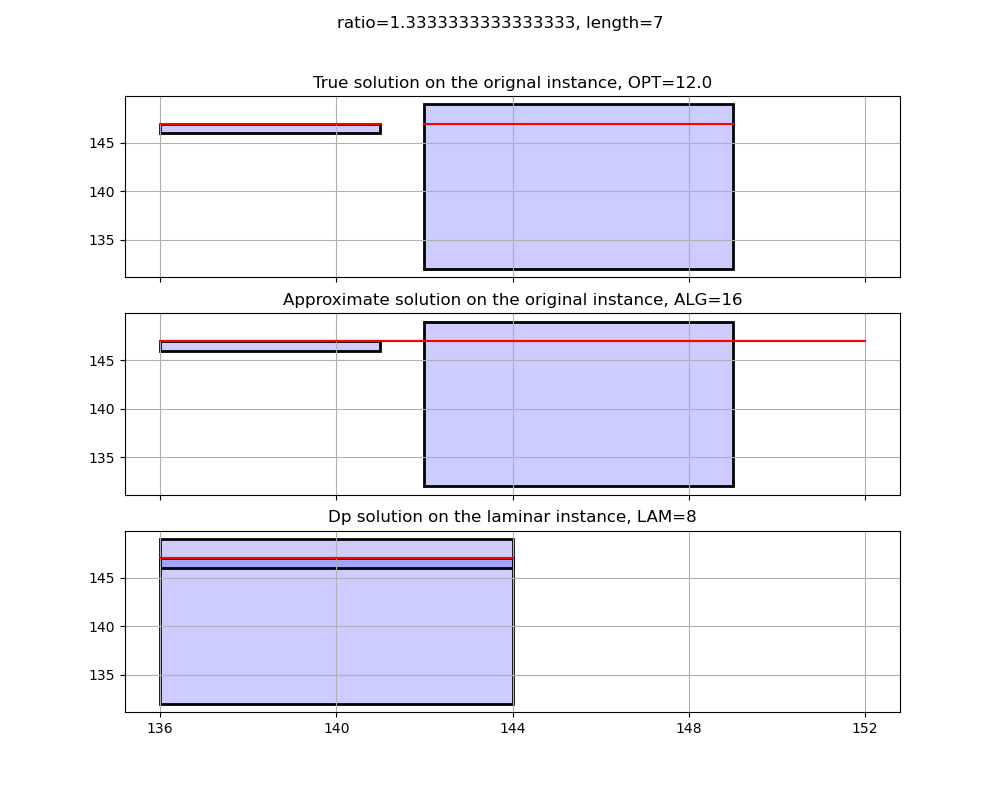 ratio=1.3333333333333333, length=7
True solution on the orignal instance, OPT=12.0
145
140
135
Approximate solution on the original instance, ALG=16
145
140
135
Dp solution on the laminar instance, LAM=8
145
140
135
136 140 144 148 152